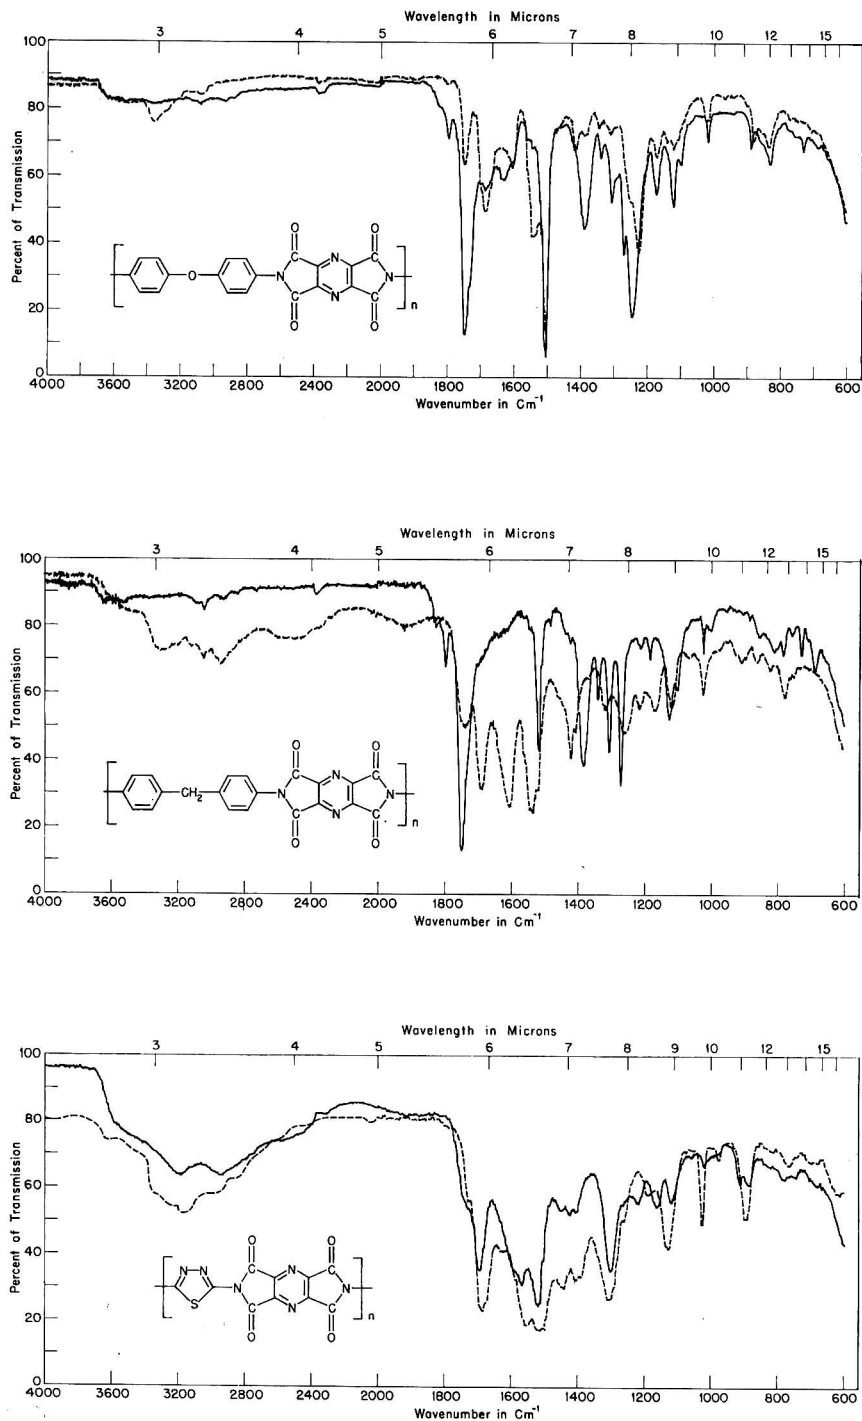 Wavelength in Microns
3 4 5 6 7 8 10 12 15
Percent of Transmission
100
80
60
40
20
0
O O
C C
N
O N N
C C
N
O O
n
4000 3600 3200 2800 2400 2000 1800 1600 1400 1200 1000 800 600
Wavenumber in Cm-1
Wavelength in Microns
3 4 5 6 7 8 10 12 15
Percent of Transmission
100
80
60
40
20
0
O O
C C
N
CH2 N N
C C
N
O O
n
4000 3600 3200 2800 2400 2000 1800 1600 1400 1200 1000 800 600
Wavenumber in Cm-1
Wavelength in Microns
3 4 5 6 7 8 9 10 12 15
Percent of Transmission
100
80
60
40
20
0
O O
C C
N N N
S N N
C C
N
O O
n
4000 3600 3200 2800 2400 2000 1800 1600 1400 1200 1000 800 600
Wavenumber in Cm-1